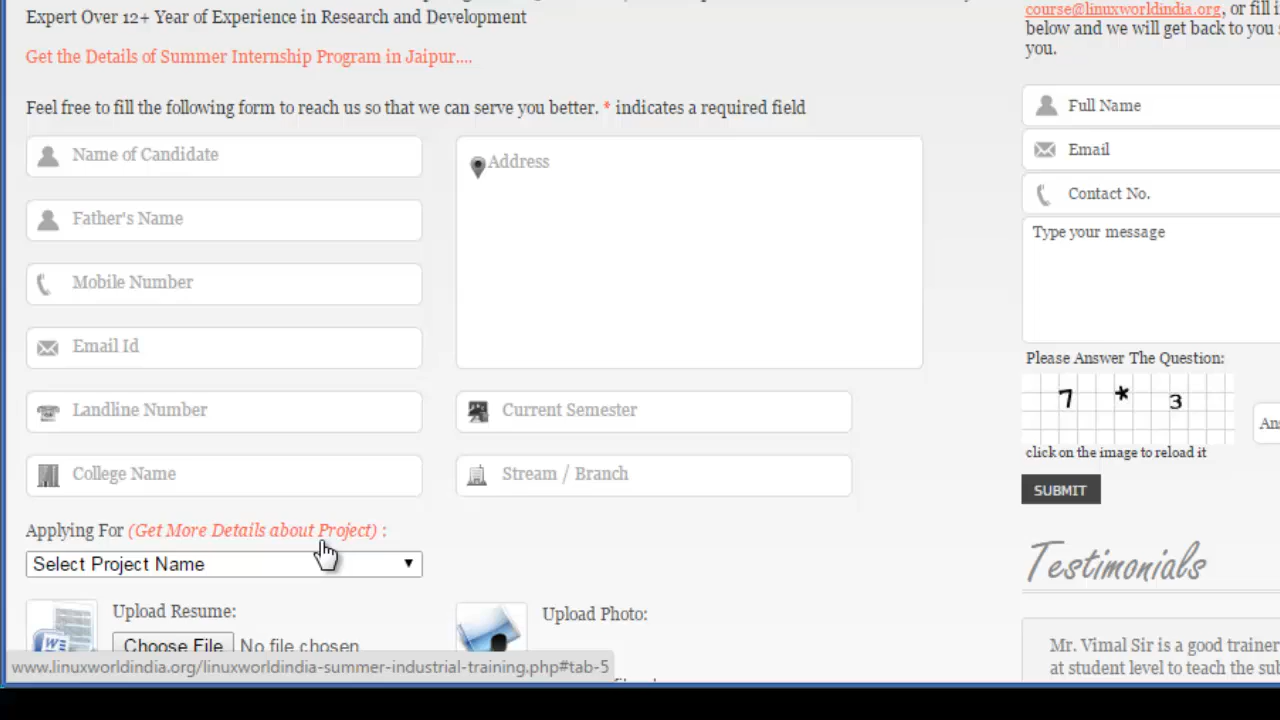 Expert Over 12+ Year of Experience in Research and Development
Get the Details of Summer Internship Program in Jaipur....
Feel free to fill the following form to reach us so that we can serve you better. * indicates a required field
Name of Candidate
Father's Name
Mobile Number
Email Id
Landline Number
College Name
Address
Current Semester
Stream / Branch
Applying For (Get More Details about Project) :
Select Project Name
Upload Resume:
Choose File No file chosen
Upload Photo:
www.linuxworldindia.org/linuxworldindia-summer-industrial-training.php#tab-5
course@linuxworldindia.org, or fill i
below and we will get back to you
you.
Full Name
Email
Contact No.
Type your message
Please Answer The Question:
7 * 3
An
click on the image to reload it
SUBMIT
Testimonials
Mr. Vimal Sir is a good trainer
at student level to teach the su